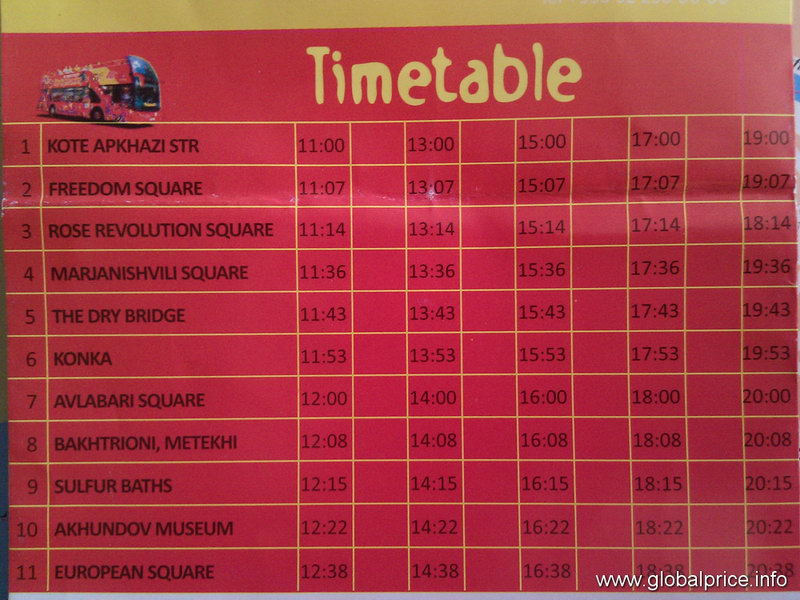 Timetable
1 KOTE APKHAZI STR 11:00 13:00 15:00 17:00 19:00
2 FREEDOM SQUARE 11:07 13:07 15:07 17:07 19:07
3 ROSE REVOLUTION SQUARE 11:14 13:14 15:14 17:14 18:14
4 MARJANISHVILI SQUARE 11:36 13:36 15:36 17:36 19:36
5 THE DRY BRIDGE 11:43 13:43 15:43 17:43 19:43
6 KONKA 11:53 13:53 15:53 17:53 19:53
7 AVLABARI SQUARE 12:00 14:00 16:00 18:00 20:00
8 BAKHTRIONI, METEKHI 12:08 14:08 16:08 18:08 20:08
9 SULFUR BATHS 12:15 14:15 16:15 18:15 20:15
10 AKHUNDOV MUSEUM 12:22 14:22 16:22 18:22 20:22
11 EUROPEAN SQUARE 12:38 14:38 16:38 18:38 20:38
www.globalprice.info